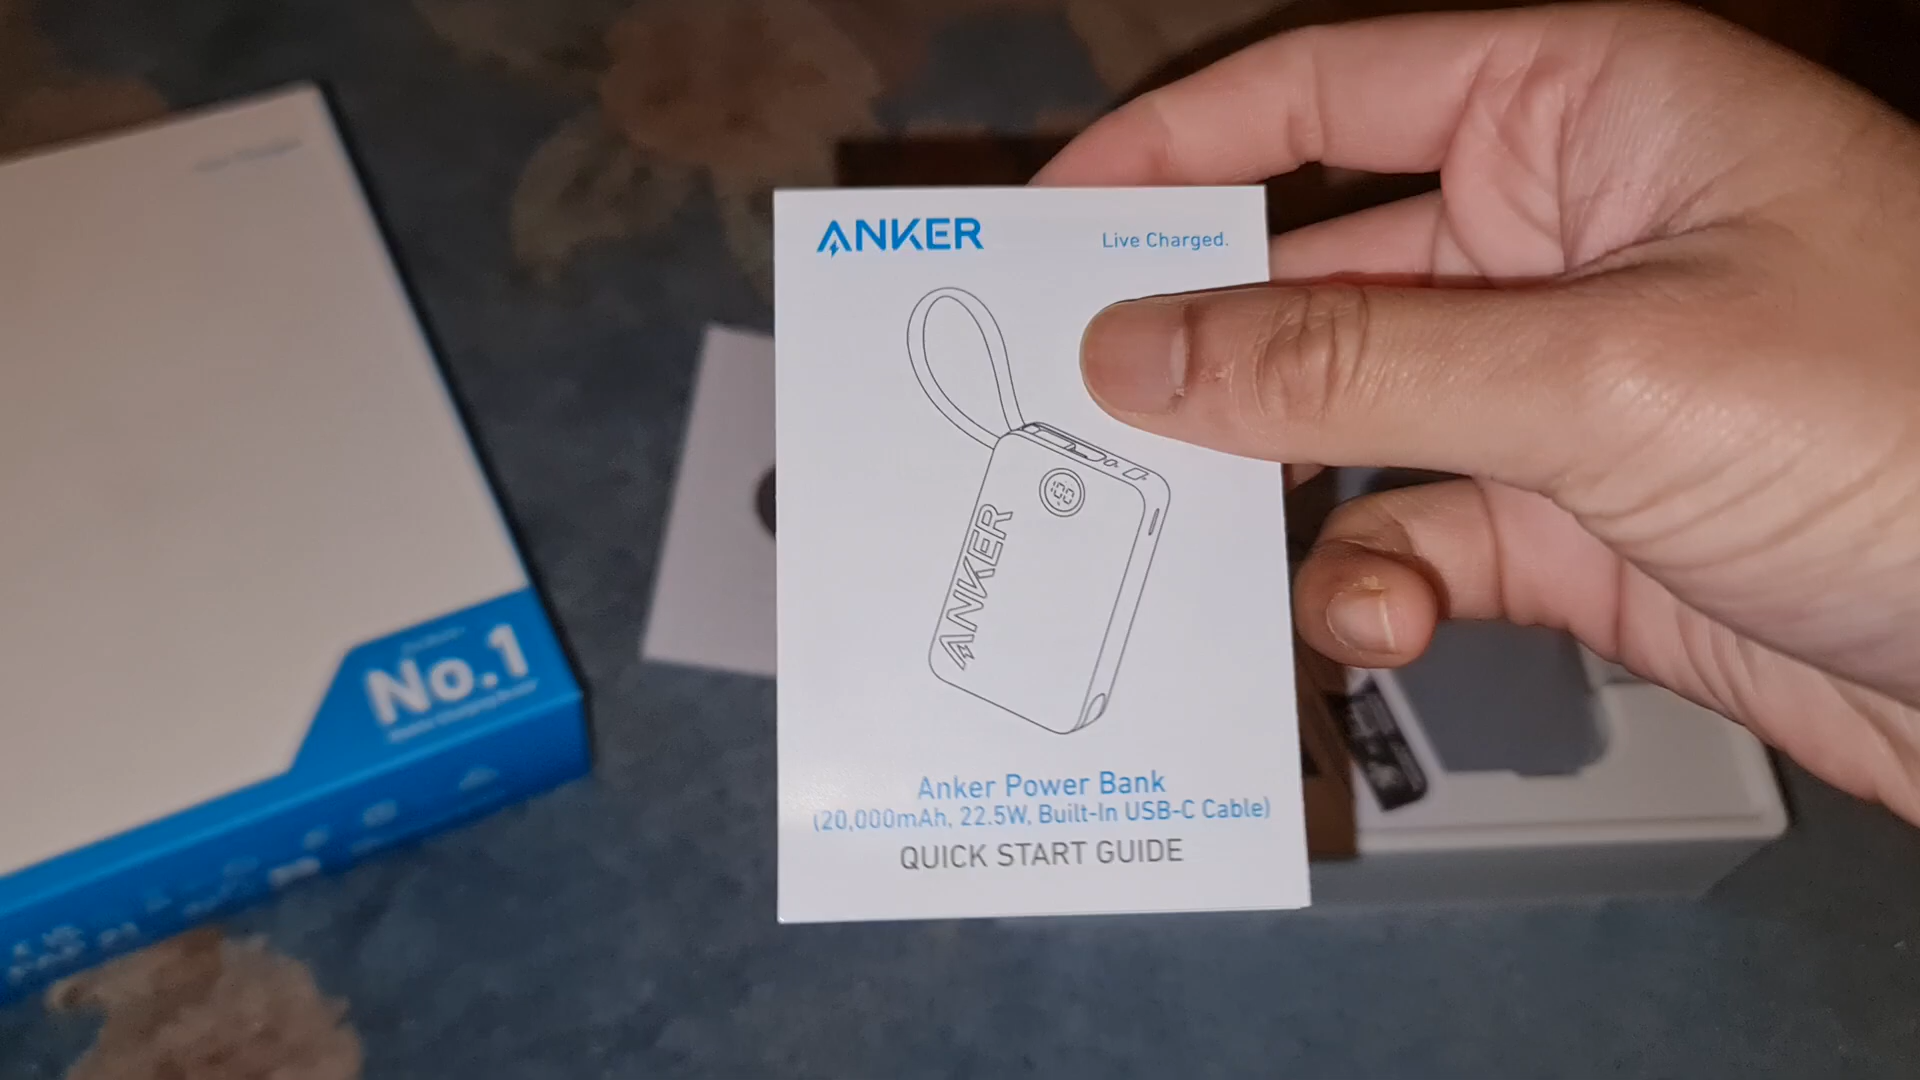 ANKER
Live Charged.
100
ANKER
Anker Power Bank
(20,000mAh, 22.5W, Built-In USB-C Cable)
QUICK START GUIDE
No.1